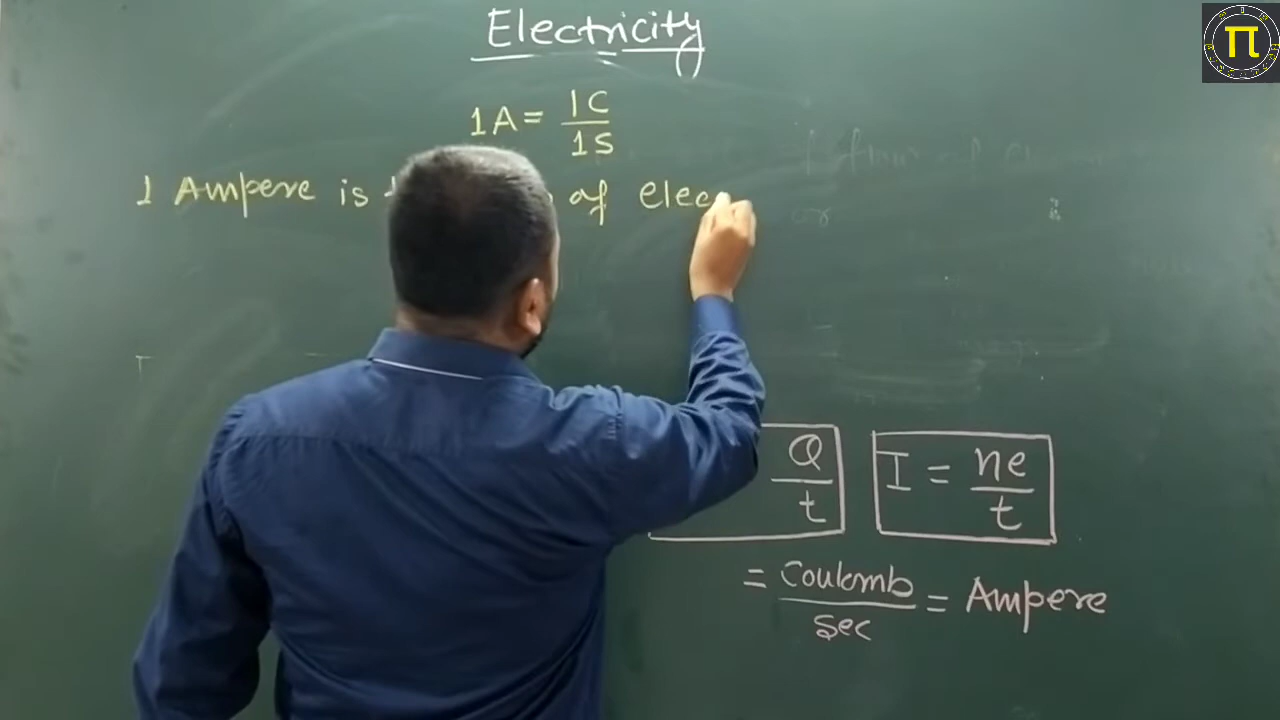 Electricity
1A = 1C / 1S
1 Ampere is of elec
Q / t
I = ne / t
= Coulomb / sec = Ampere
π